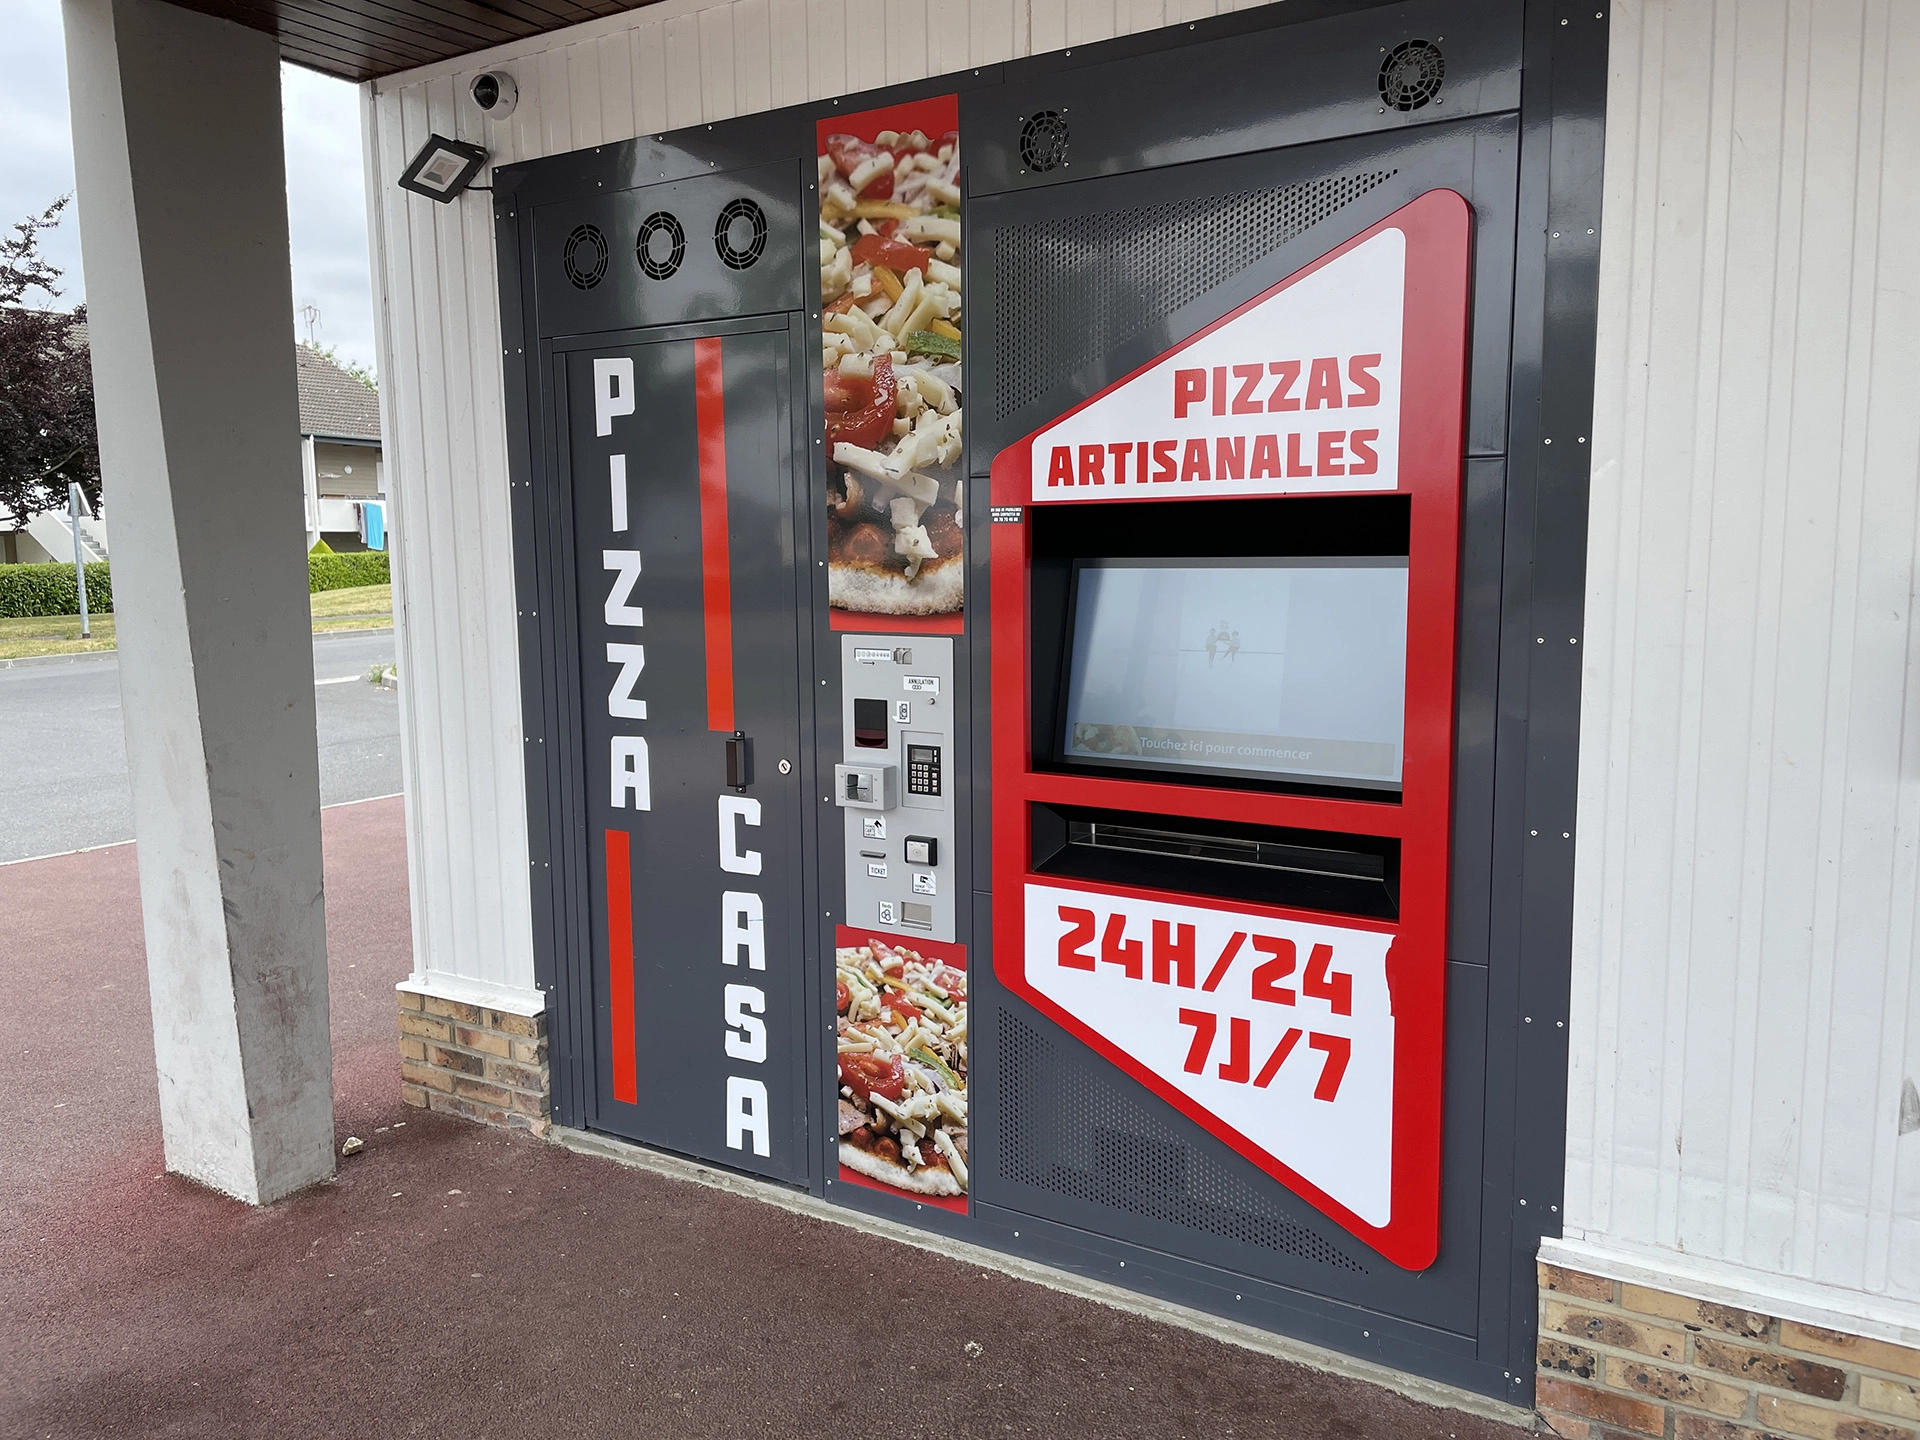 PIZZA
CASA
PIZZAS
ARTISANALES
Touchez ici pour commencer
ANNULATION
TICKET
24H/24
7J/7